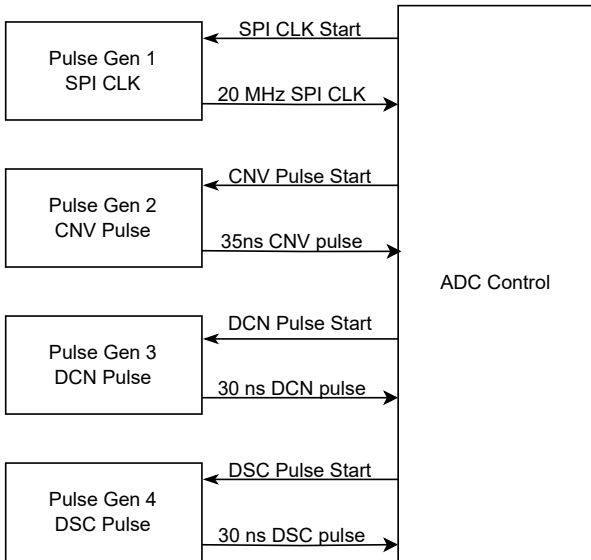 SPI CLK Start
Pulse Gen 1
SPI CLK
20 MHz SPI CLK
CNV Pulse Start
Pulse Gen 2
CNV Pulse
35ns CNV pulse
ADC Control
DCN Pulse Start
Pulse Gen 3
DCN Pulse
30 ns DCN pulse
DSC Pulse Start
Pulse Gen 4
DSC Pulse
30 ns DSC pulse